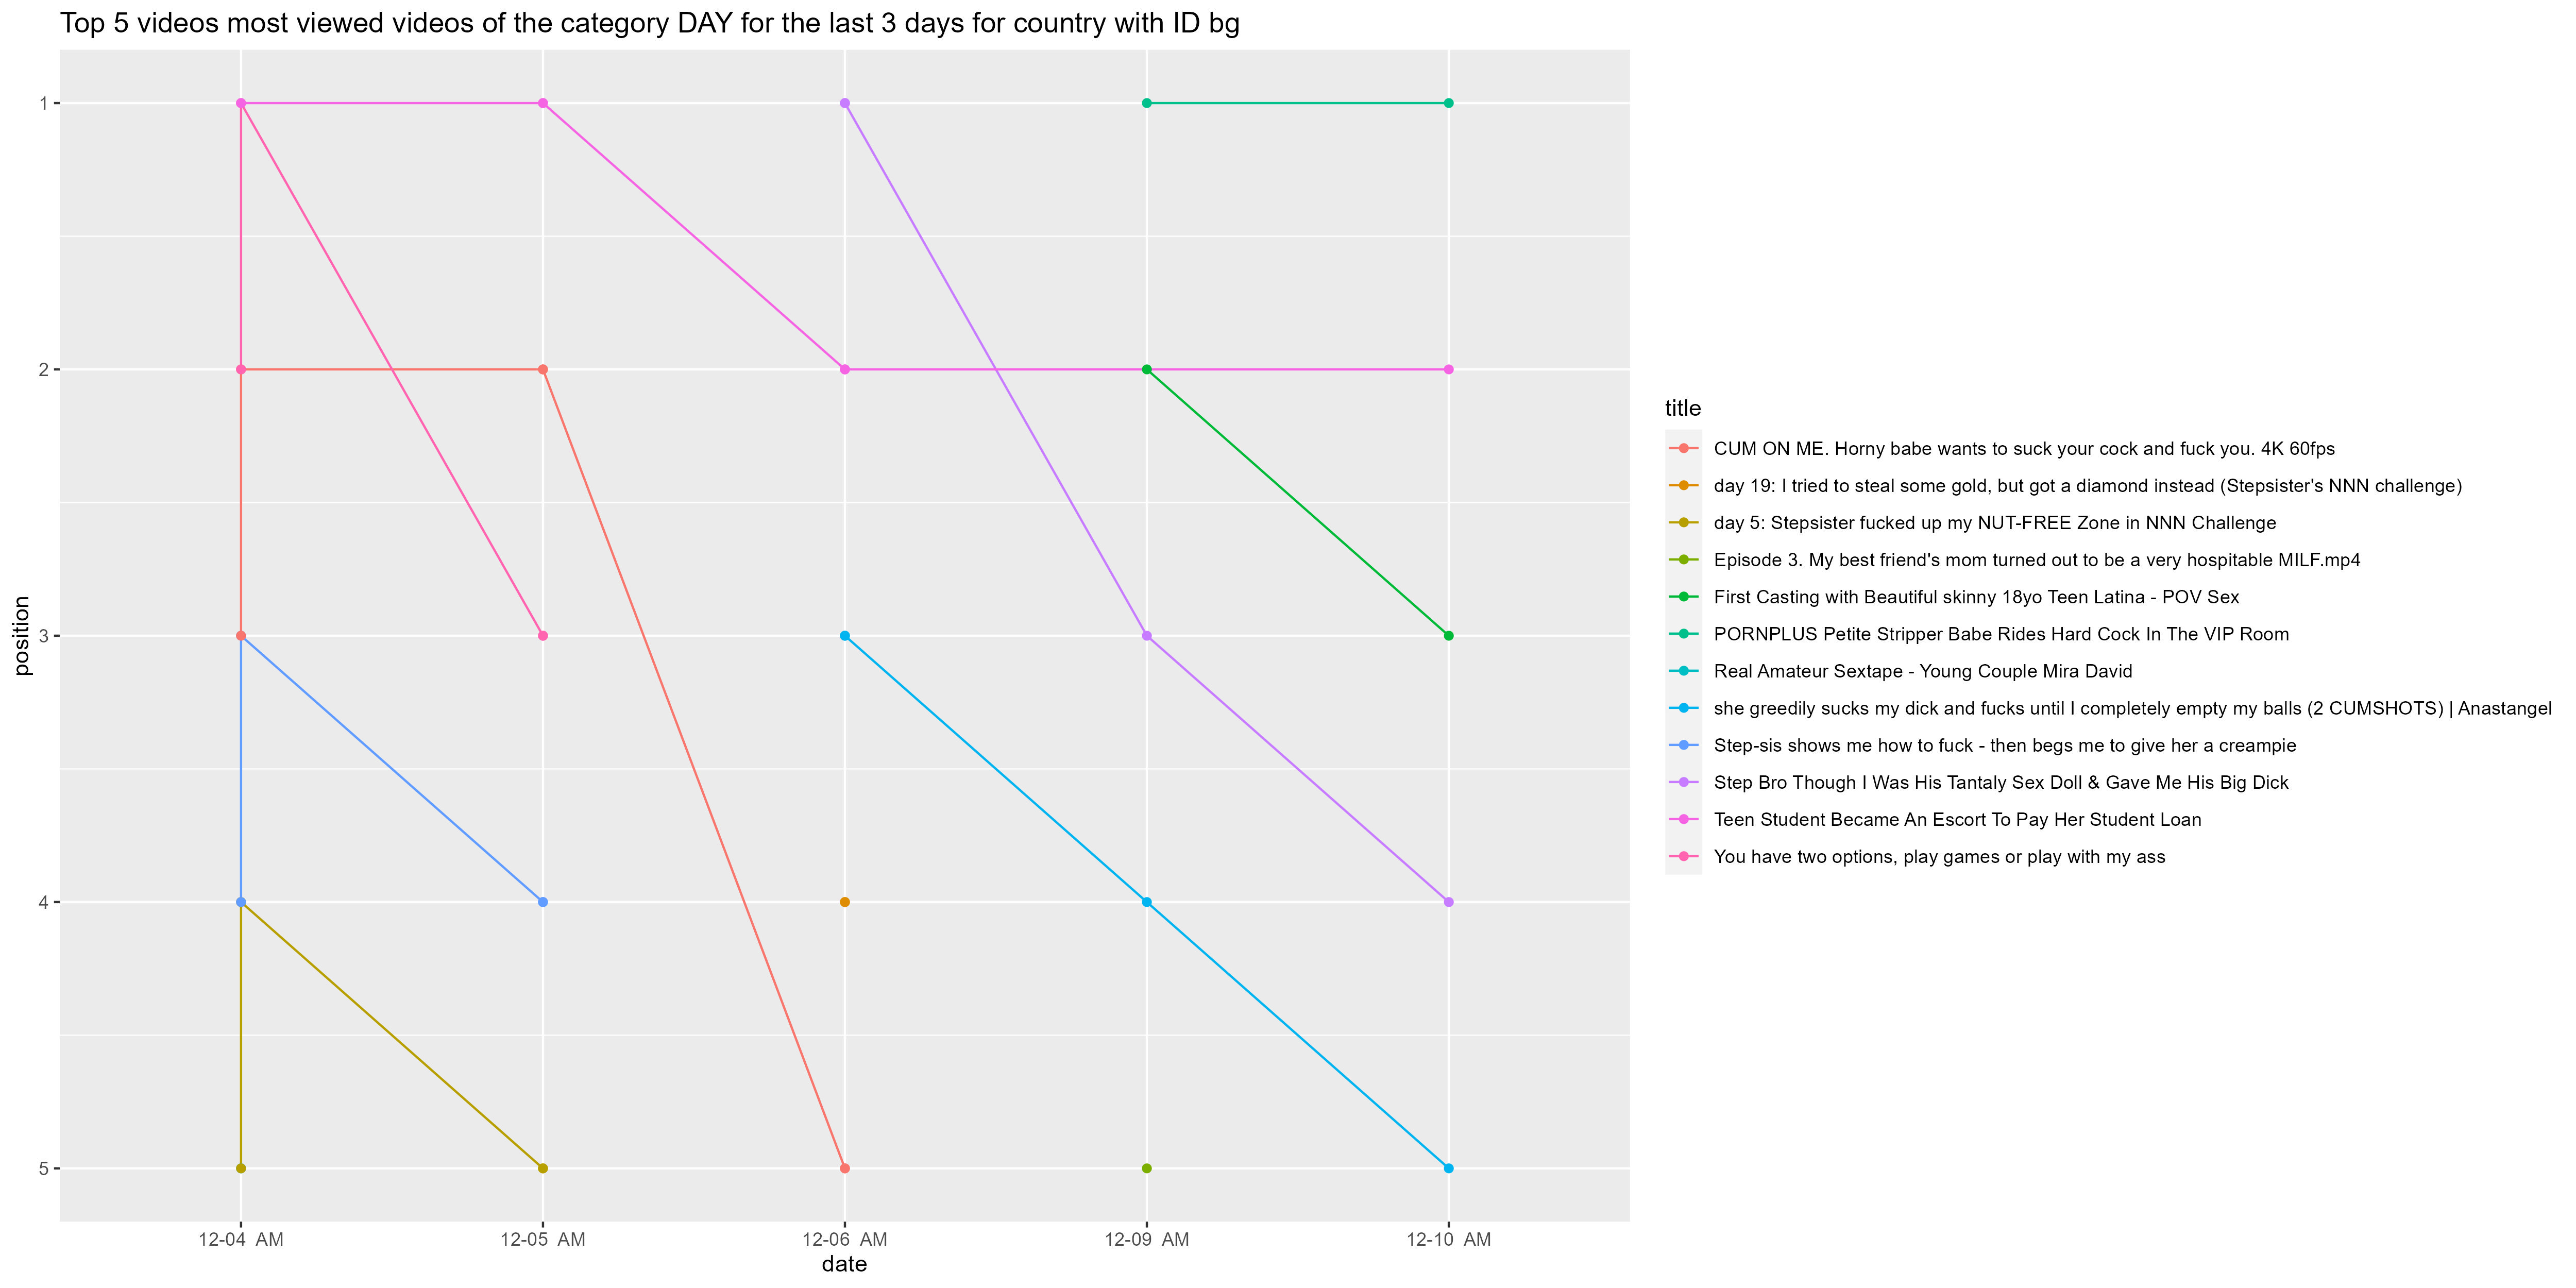 Top 5 videos most viewed videos of the category DAY for the last 3 days for country with ID bg
1
2
3
4
5
position
12-04 AM
12-05 AM
12-06 AM
12-09 AM
12-10 AM
date
title
CUM ON ME. Horny babe wants to suck your cock and fuck you. 4K 60fps
day 19: I tried to steal some gold, but got a diamond instead (Stepsister's NNN challenge)
day 5: Stepsister fucked up my NUT-FREE Zone in NNN Challenge
Episode 3. My best friend's mom turned out to be a very hospitable MILF.mp4
First Casting with Beautiful skinny 18yo Teen Latina - POV Sex
PORNPLUS Petite Stripper Babe Rides Hard Cock In The VIP Room
Real Amateur Sextape - Young Couple Mira David
she greedily sucks my dick and fucks until I completely empty my balls (2 CUMSHOTS) | Anastangel
Step-sis shows me how to fuck - then begs me to give her a creampie
Step Bro Though I Was His Tantaly Sex Doll & Gave Me His Big Dick
Teen Student Became An Escort To Pay Her Student Loan
You have two options, play games or play with my ass